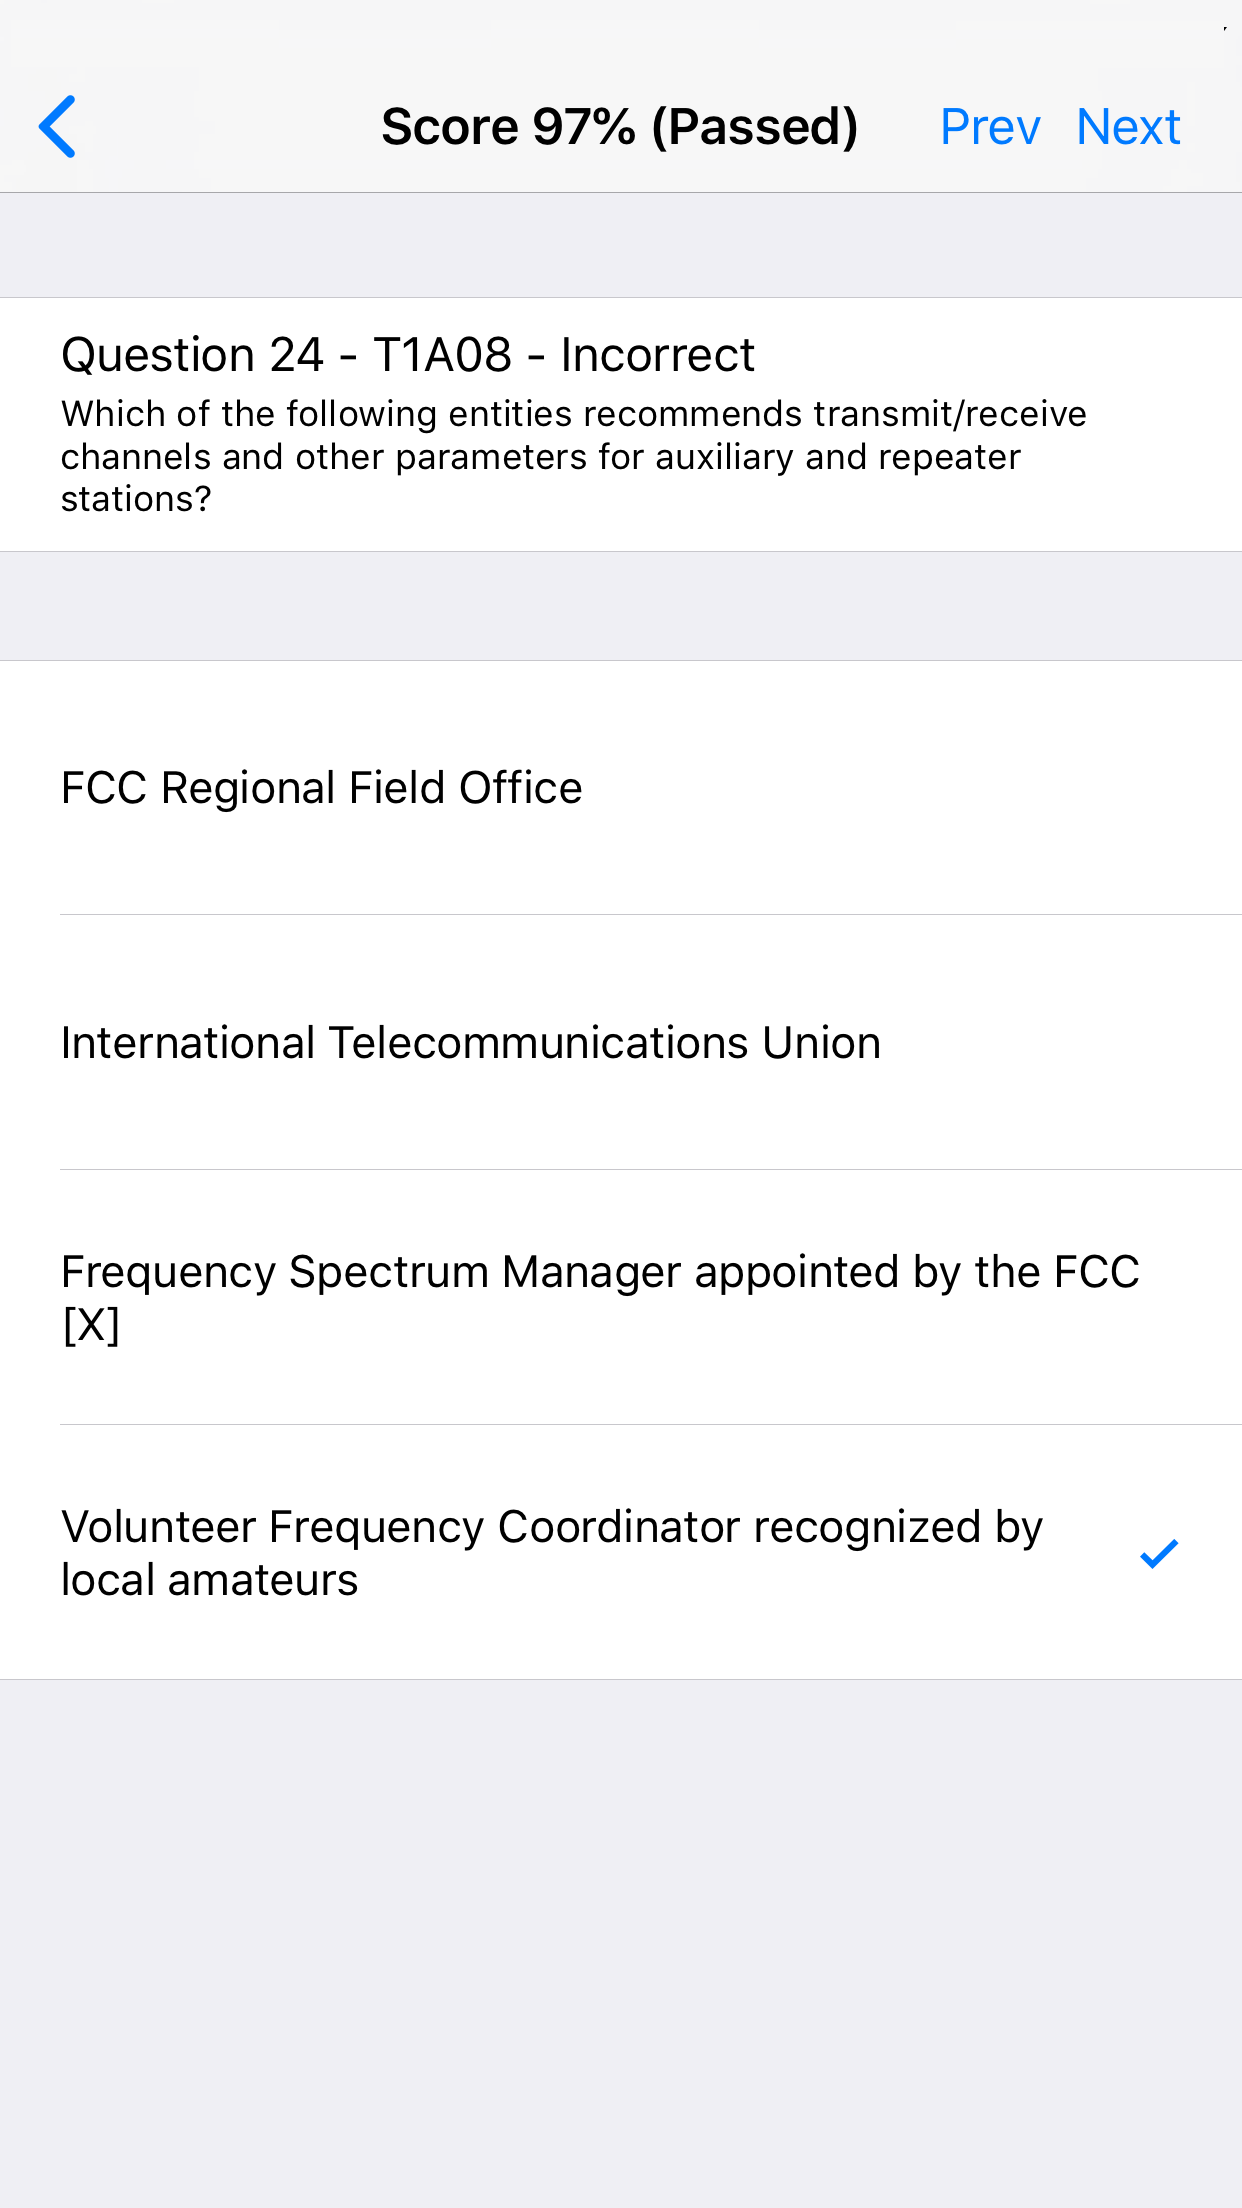 Score 97% (Passed) Prev Next
Question 24 - T1A08 - Incorrect
Which of the following entities recommends transmit/receive
channels and other parameters for auxiliary and repeater
stations?
FCC Regional Field Office
International Telecommunications Union
Frequency Spectrum Manager appointed by the FCC
[X]
Volunteer Frequency Coordinator recognized by
local amateurs